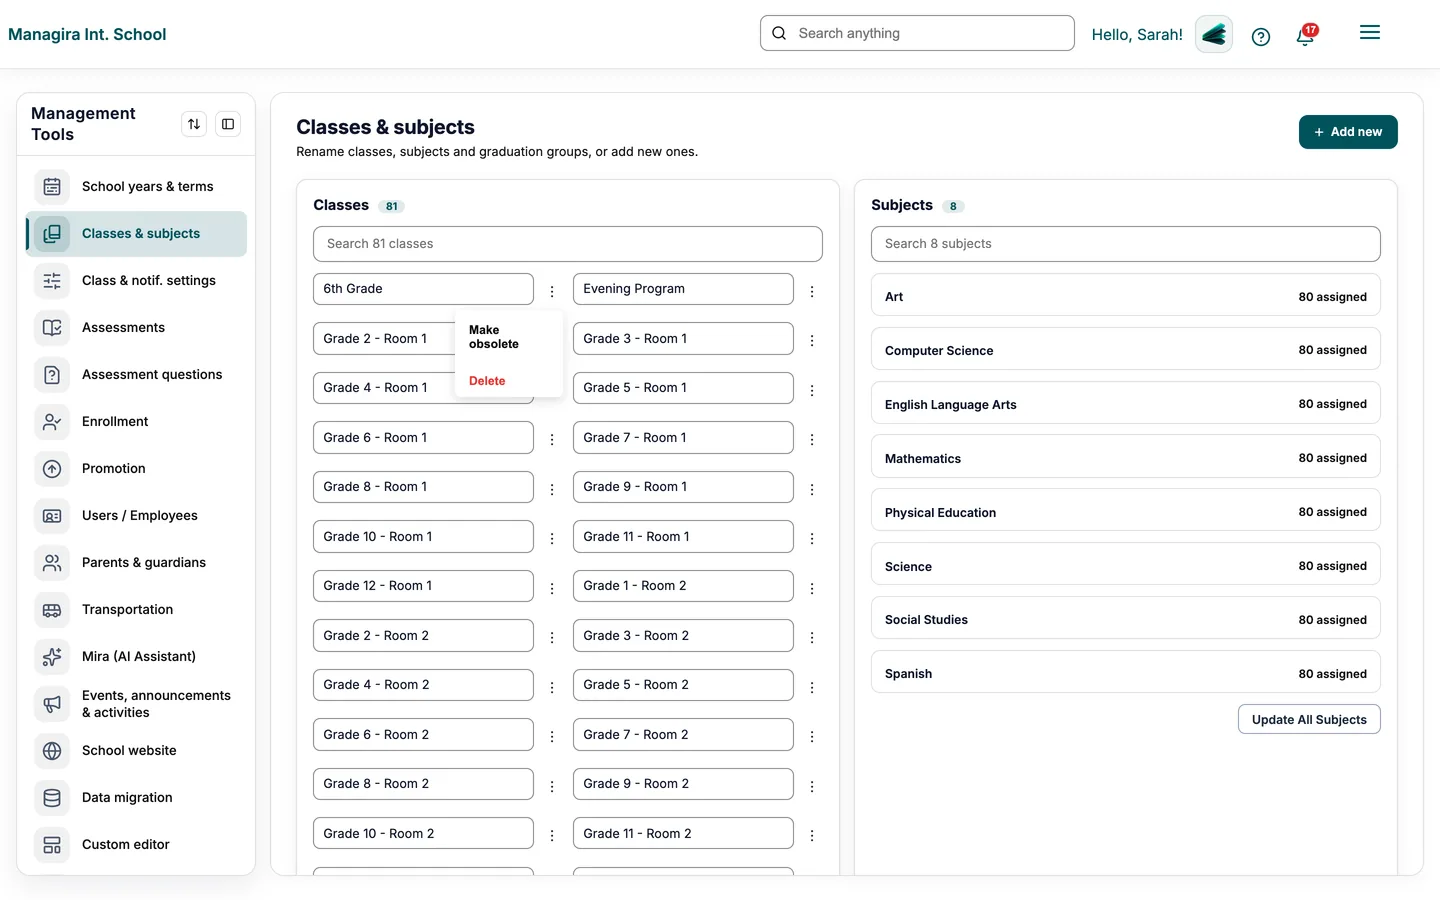 Managira Int. School
Search anything
Hello, Sarah!
17
Management
Tools
School years & terms
Classes & subjects
Class & notif. settings
Assessments
Assessment questions
Enrollment
Promotion
Users / Employees
Parents & guardians
Transportation
Mira (AI Assistant)
Events, announcements
& activities
School website
Data migration
Custom editor
Classes & subjects
Rename classes, subjects and graduation groups, or add new ones.
+ Add new
Classes 81
Search 81 classes
6th Grade
Evening Program
Make
obsolete
Delete
Grade 2 - Room 1
Grade 3 - Room 1
Grade 4 - Room 1
Grade 5 - Room 1
Grade 6 - Room 1
Grade 7 - Room 1
Grade 8 - Room 1
Grade 9 - Room 1
Grade 10 - Room 1
Grade 11 - Room 1
Grade 12 - Room 1
Grade 1 - Room 2
Grade 2 - Room 2
Grade 3 - Room 2
Grade 4 - Room 2
Grade 5 - Room 2
Grade 6 - Room 2
Grade 7 - Room 2
Grade 8 - Room 2
Grade 9 - Room 2
Grade 10 - Room 2
Grade 11 - Room 2
Subjects 8
Search 8 subjects
Art 80 assigned
Computer Science 80 assigned
English Language Arts 80 assigned
Mathematics 80 assigned
Physical Education 80 assigned
Science 80 assigned
Social Studies 80 assigned
Spanish 80 assigned
Update All Subjects